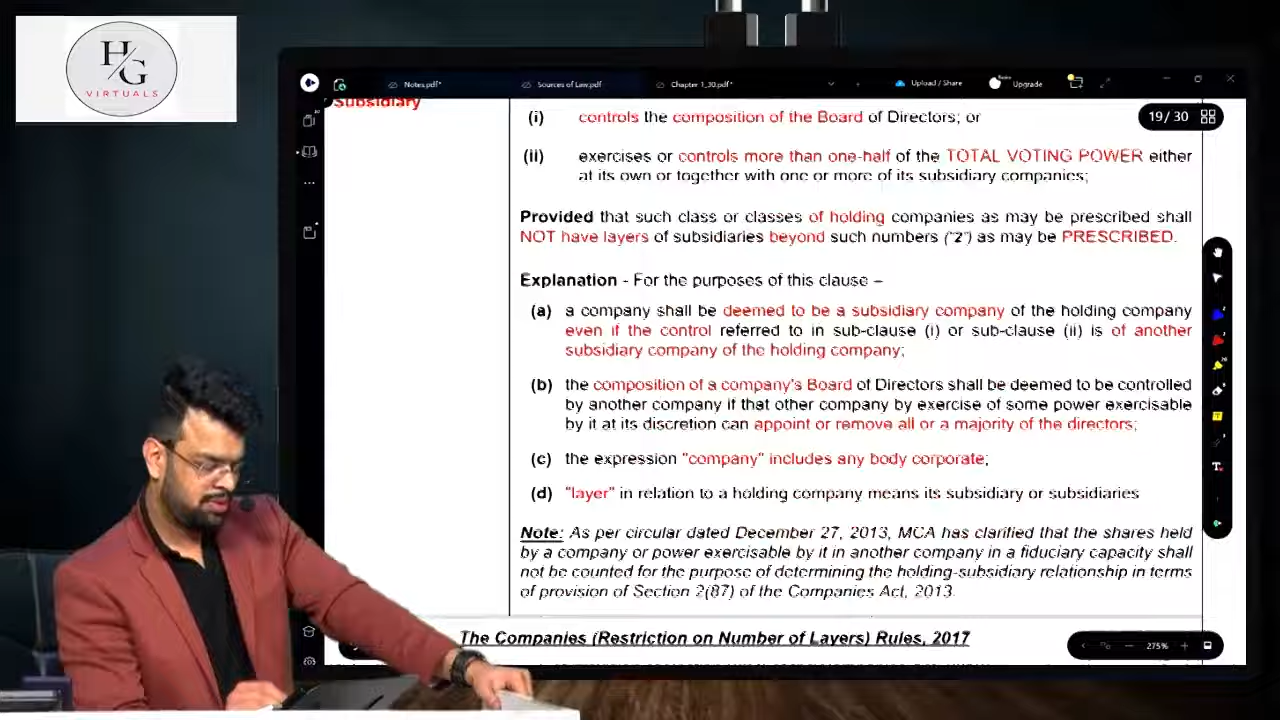 H/G
VIRTUALS
Notes.pdf*
Sources of Law.pdf
Chapter 1_30.pdf*
Upload / Share
Upgrade
19 / 30
Subsidiary
(i) controls the composition of the Board of Directors; or
(ii) exercises or controls more than one-half of the TOTAL VOTING POWER either
at its own or together with one or more of its subsidiary companies;
Provided that such class or classes of holding companies as may be prescribed shall
NOT have layers of subsidiaries beyond such numbers ("2") as may be PRESCRIBED.
Explanation - For the purposes of this clause –
(a) a company shall be deemed to be a subsidiary company of the holding company
even if the control referred to in sub-clause (i) or sub-clause (ii) is of another
subsidiary company of the holding company;
(b) the composition of a company's Board of Directors shall be deemed to be controlled
by another company if that other company by exercise of some power exercisable
by it at its discretion can appoint or remove all or a majority of the directors;
(c) the expression "company" includes any body corporate;
(d) "layer" in relation to a holding company means its subsidiary or subsidiaries
Note: As per circular dated December 27, 2013, MCA has clarified that the shares held
by a company or power exercisable by it in another company in a fiduciary capacity shall
not be counted for the purpose of determining the holding-subsidiary relationship in terms
of provision of Section 2(87) of the Companies Act, 2013.
The Companies (Restriction on Number of Layers) Rules, 2017
275%